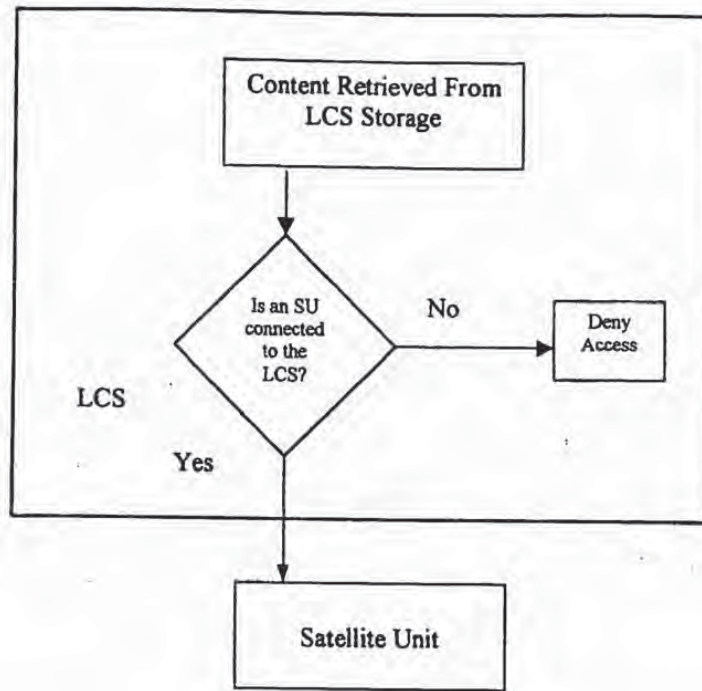 Content Retrieved From
LCS Storage
Is an SU
connected
to the
LCS?
No
Deny
Access
LCS
Yes
Satellite Unit